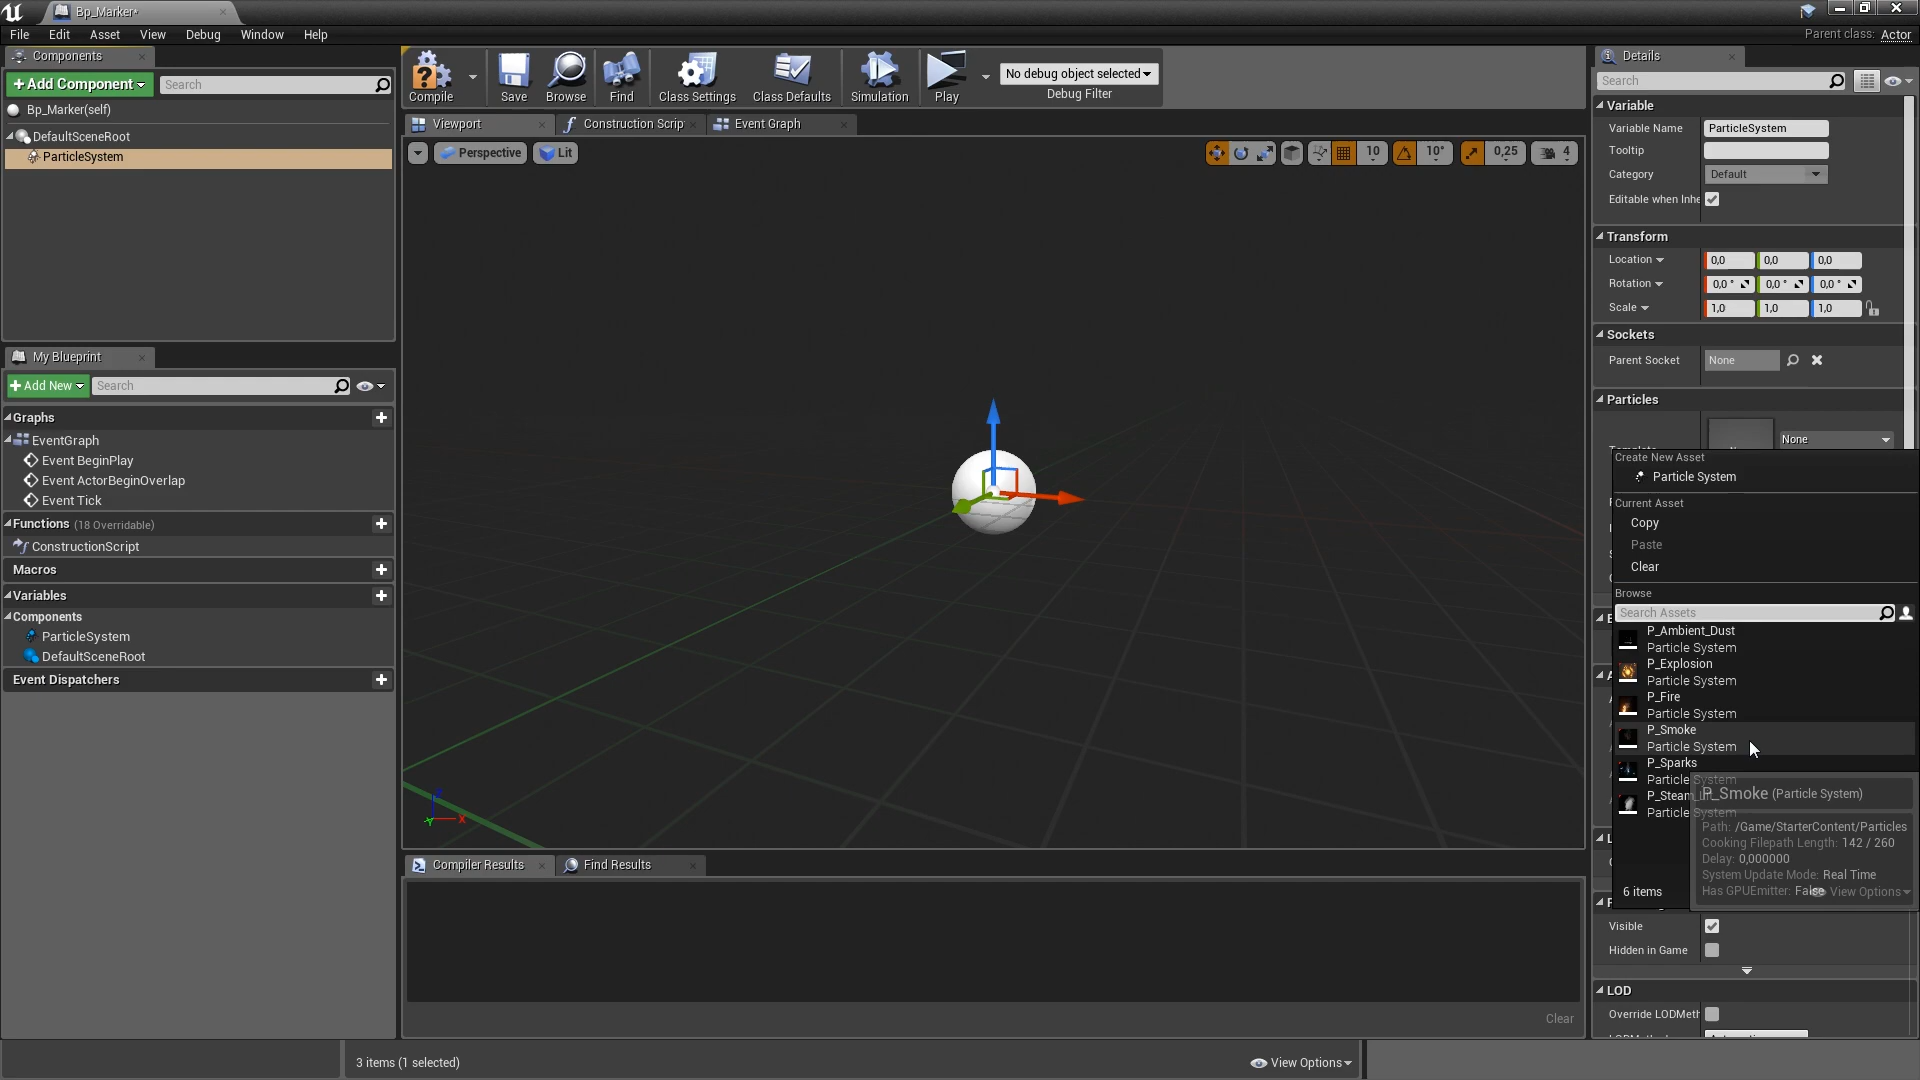 Bp_Marker*
File Edit Asset View Debug Window Help
Parent class: Actor
Components
+ Add Component
Search
Bp_Marker(self)
DefaultSceneRoot
ParticleSystem
My Blueprint
+ Add New
Search
Graphs
EventGraph
Event BeginPlay
Event ActorBeginOverlap
Event Tick
Functions (18 Overridable)
ConstructionScript
Macros
Variables
Components
ParticleSystem
DefaultSceneRoot
Event Dispatchers
Compile Save Browse Find Class Settings Class Defaults Simulation Play
No debug object selected
Debug Filter
Viewport
Construction Scrip
Event Graph
Perspective
Lit
10
10°
0,25
4
Z
Y
X
Compiler Results
Find Results
Clear
3 items (1 selected)
View Options
Details
Search
Variable
Variable Name ParticleSystem
Tooltip
Category Default
Editable when Inhe
Transform
Location 0,0 0,0 0,0
Rotation 0,0 ° 0,0 ° 0,0 °
Scale 1,0 1,0 1,0
Sockets
Parent Socket None
Particles
None
Create New Asset
Particle System
Current Asset
Copy
Paste
Clear
Browse
Search Assets
P_Ambient_Dust
Particle System
P_Explosion
Particle System
P_Fire
Particle System
P_Smoke
Particle System
P_Sparks
Particle System
P_Steam
Particle System
6 items
View Options
P_Smoke (Particle System)
Path: /Game/StarterContent/Particles
Cooking Filepath Length: 142 / 260
Delay: 0,000000
System Update Mode: Real Time
Has GPUEmitter: False
Visible
Hidden in Game
LOD
Override LODMeth